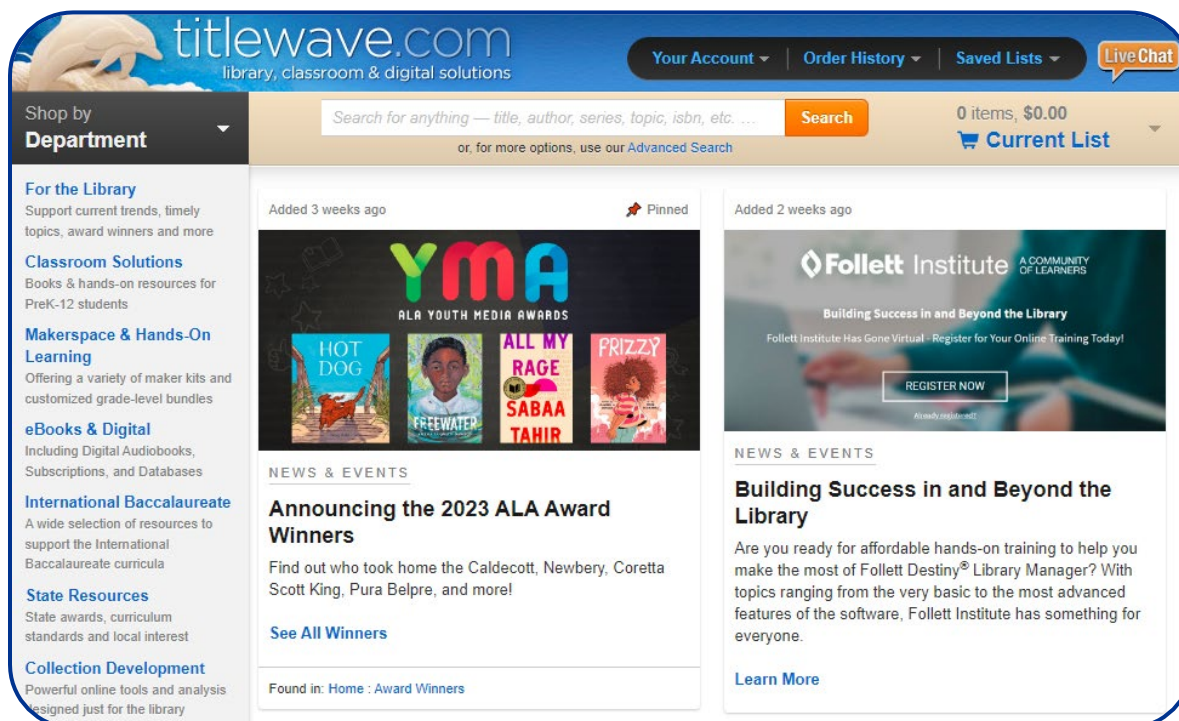 titlewave.com
library, classroom & digital solutions
Your Account
Order History
Saved Lists
Live Chat
Shop by
Department
Search for anything — title, author, series, topic, isbn, etc. ...
Search
or, for more options, use our Advanced Search
0 items, $0.00
Current List
For the Library
Support current trends, timely
topics, award winners and more
Classroom Solutions
Books & hands-on resources for
PreK-12 students
Makerspace & Hands-On
Learning
Offering a variety of maker kits and
customized grade-level bundles
eBooks & Digital
Including Digital Audiobooks,
Subscriptions, and Databases
International Baccalaureate
A wide selection of resources to
support the International
Baccalaureate curricula
State Resources
State awards, curriculum
standards and local interest
Collection Development
Powerful online tools and analysis
designed just for the library
Added 3 weeks ago
Pinned
YMA
ALA YOUTH MEDIA AWARDS
HOT
DOG
FREEWATER
ALL MY
RAGE
SABAA
TAHIR
FRIZZY
NEWS & EVENTS
Announcing the 2023 ALA Award
Winners
Find out who took home the Caldecott, Newbery, Coretta
Scott King, Pura Belpre, and more!
See All Winners
Found in: Home : Award Winners
Added 2 weeks ago
Follett Institute
A COMMUNITY
OF LEARNERS
Building Success in and Beyond the Library
Follett Institute Has Gone Virtual - Register for Your Online Training Today!
REGISTER NOW
Already registered?
NEWS & EVENTS
Building Success in and Beyond the
Library
Are you ready for affordable hands-on training to help you
make the most of Follett Destiny® Library Manager? With
topics ranging from the very basic to the most advanced
features of the software, Follett Institute has something for
everyone.
Learn More